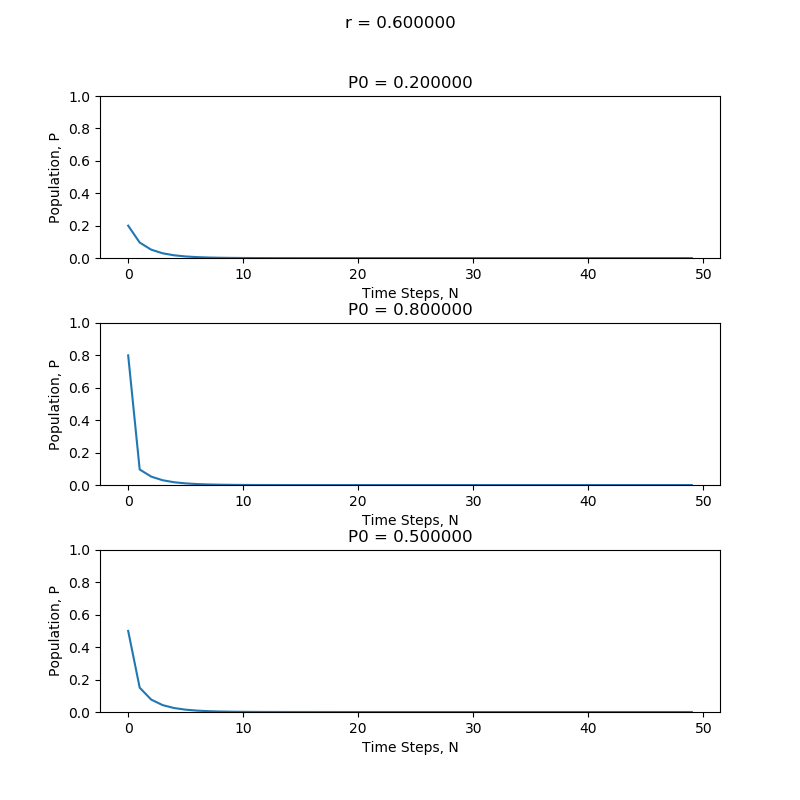 r = 0.600000
P0 = 0.200000
1.0
0.8
0.6
0.4
0.2
0.0
Population, P
0 10 20 30 40 50
Time Steps, N
P0 = 0.800000
1.0
0.8
0.6
0.4
0.2
0.0
Population, P
0 10 20 30 40 50
Time Steps, N
P0 = 0.500000
1.0
0.8
0.6
0.4
0.2
0.0
Population, P
0 10 20 30 40 50
Time Steps, N